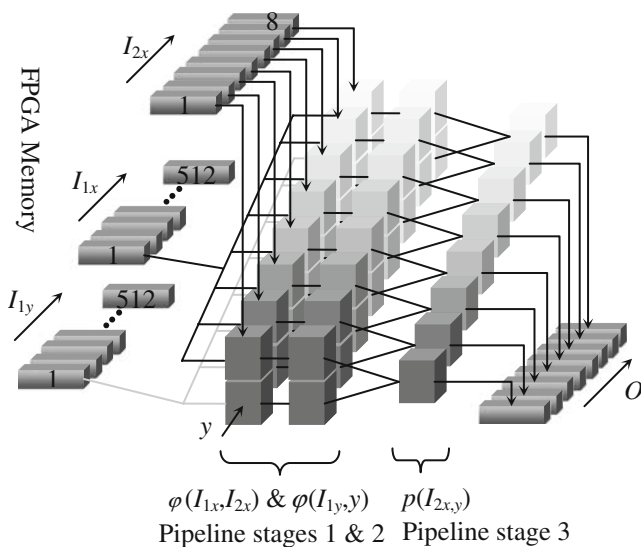 8
I2x
1
FPGA Memory
512
I1x
1
512
I1y
1
y
O
φ(I1x,I2x) & φ(I1y,y)
p(I2x,y)
Pipeline stages 1 & 2
Pipeline stage 3